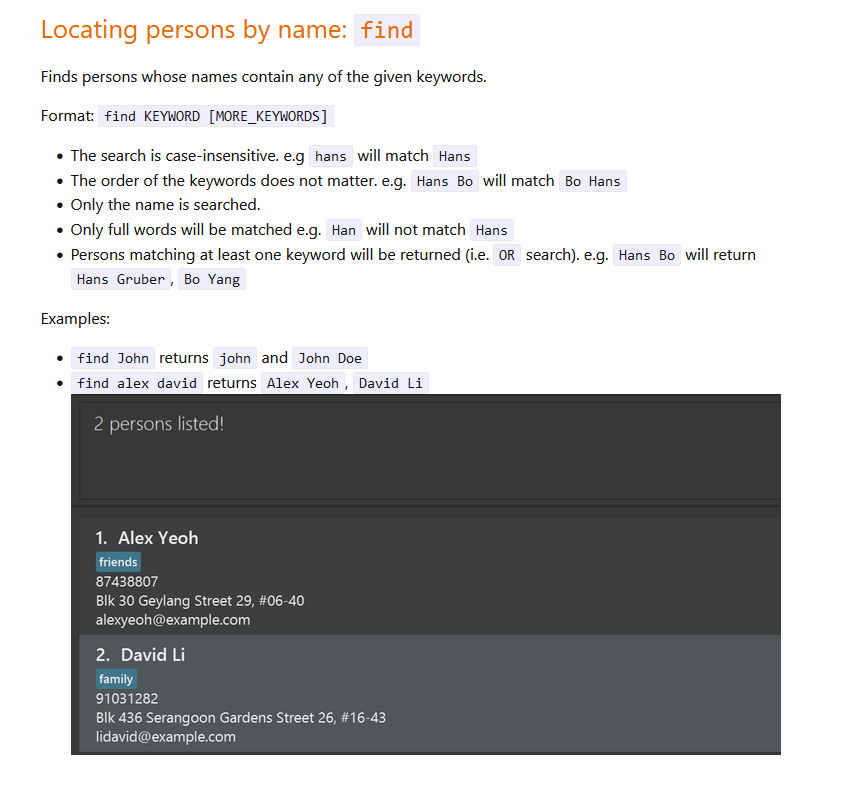 Locating persons by name: find
Finds persons whose names contain any of the given keywords.
Format: find KEYWORD [MORE_KEYWORDS]
The search is case-insensitive. e.g hans will match Hans
The order of the keywords does not matter. e.g. Hans Bo will match Bo Hans
Only the name is searched.
Only full words will be matched e.g. Han will not match Hans
Persons matching at least one keyword will be returned (i.e. OR search). e.g. Hans Bo will return
Hans Gruber, Bo Yang
Examples:
find John returns john and John Doe
find alex david returns Alex Yeoh, David Li
2 persons listed!
1. Alex Yeoh
friends
87438807
Blk 30 Geylang Street 29, #06-40
alexyeoh@example.com
2. David Li
family
91031282
Blk 436 Serangoon Gardens Street 26, #16-43
lidavid@example.com